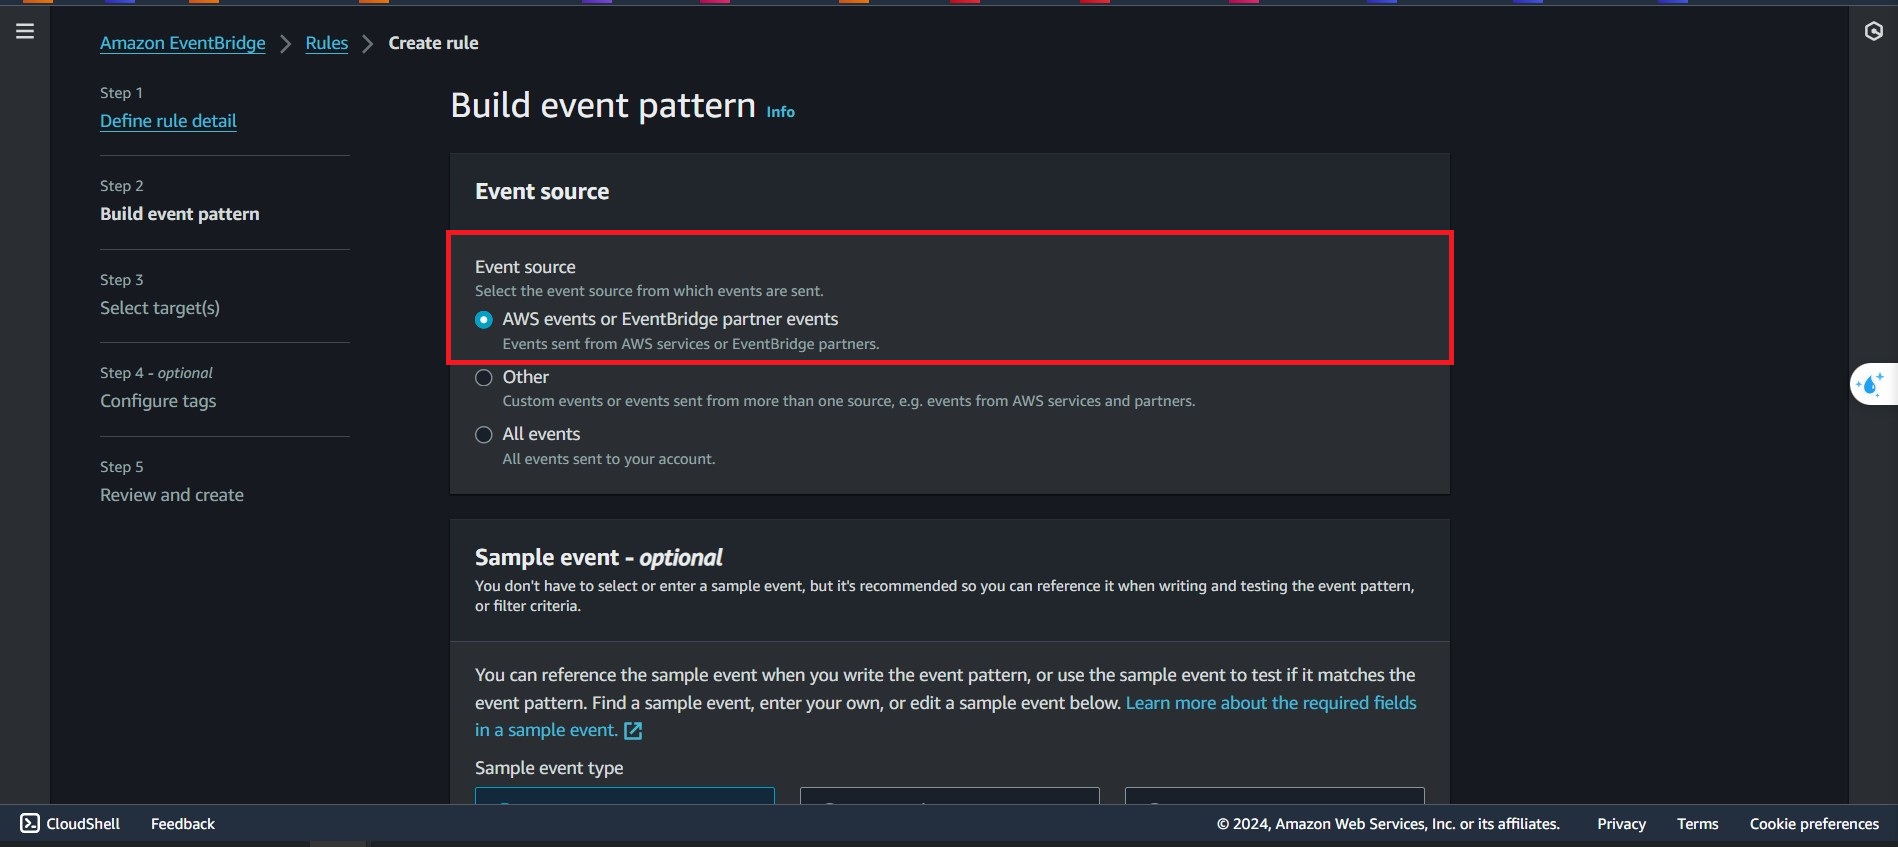 Amazon EventBridge > Rules > Create rule
Step 1
Define rule detail
Step 2
Build event pattern
Step 3
Select target(s)
Step 4 - optional
Configure tags
Step 5
Review and create
Build event pattern Info
Event source
Event source
Select the event source from which events are sent.
AWS events or EventBridge partner events
Events sent from AWS services or EventBridge partners.
Other
Custom events or events sent from more than one source, e.g. events from AWS services and partners.
All events
All events sent to your account.
Sample event - optional
You don't have to select or enter a sample event, but it's recommended so you can reference it when writing and testing the event pattern,
or filter criteria.
You can reference the sample event when you write the event pattern, or use the sample event to test if it matches the
event pattern. Find a sample event, enter your own, or edit a sample event below. Learn more about the required fields
in a sample event.
Sample event type
CloudShell Feedback © 2024, Amazon Web Services, Inc. or its affiliates. Privacy Terms Cookie preferences